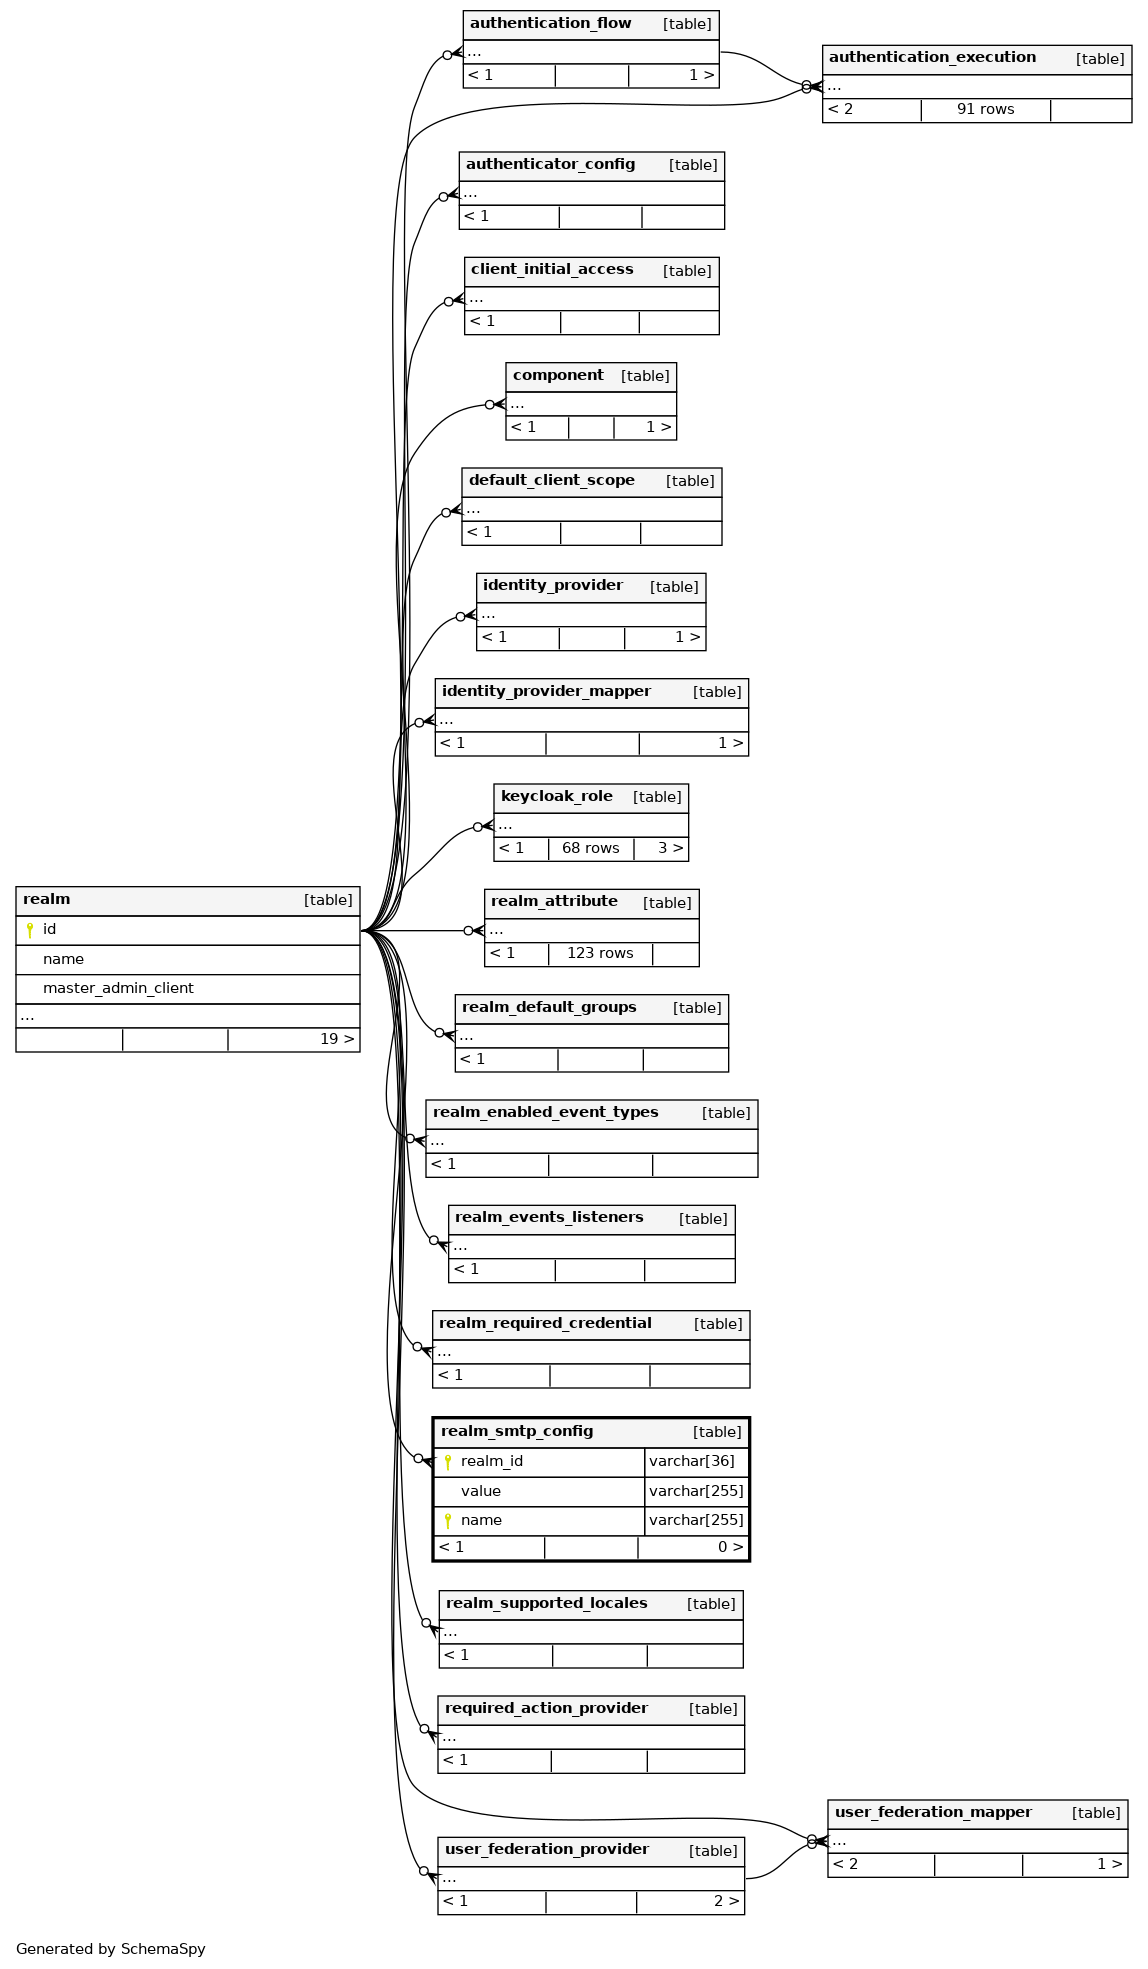 authentication_flow [table]
...
< 1 1 >
authentication_execution [table]
...
< 2 91 rows
authenticator_config [table]
...
< 1
client_initial_access [table]
...
< 1
component [table]
...
< 1 1 >
default_client_scope [table]
...
< 1
identity_provider [table]
...
< 1 1 >
identity_provider_mapper [table]
...
< 1 1 >
keycloak_role [table]
...
< 1 68 rows 3 >
realm [table]
id
name
master_admin_client
...
19 >
realm_attribute [table]
...
< 1 123 rows
realm_default_groups [table]
...
< 1
realm_enabled_event_types [table]
...
< 1
realm_events_listeners [table]
...
< 1
realm_required_credential [table]
...
< 1
realm_smtp_config [table]
realm_id varchar[36]
value varchar[255]
name varchar[255]
< 1 0 >
realm_supported_locales [table]
...
< 1
required_action_provider [table]
...
< 1
user_federation_mapper [table]
...
< 2 1 >
user_federation_provider [table]
...
< 1 2 >
Generated by SchemaSpy